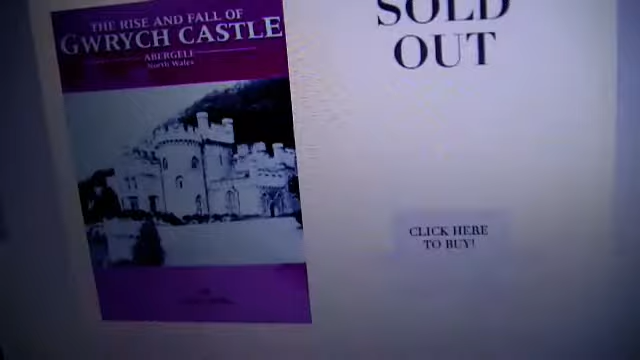 THE RISE AND FALL OF
GWRYCH CASTLE
ABERGELE
North Wales
SOLD
OUT
CLICK HERE
TO BUY!